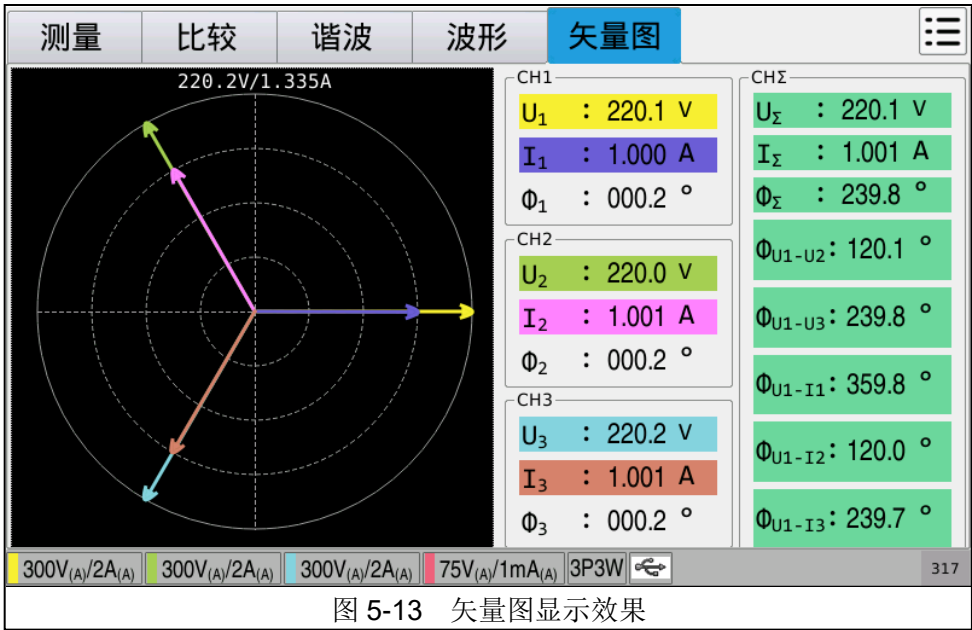 测量 比较 谐波 波形 矢量图
220.2V/1.335A
CH1
U1 : 220.1 V
I1 : 1.000 A
Φ1 : 000.2 °
CH2
U2 : 220.0 V
I2 : 1.001 A
Φ2 : 000.2 °
CH3
U3 : 220.2 V
I3 : 1.001 A
Φ3 : 000.2 °
CHΣ
UΣ : 220.1 V
IΣ : 1.001 A
ΦΣ : 239.8 °
ΦU1-U2: 120.1 °
ΦU1-U3: 239.8 °
ΦU1-I1: 359.8 °
ΦU1-I2: 120.0 °
ΦU1-I3: 239.7 °
300V(A)/2A(A) 300V(A)/2A(A) 300V(A)/2A(A) 75V(A)/1mA(A) 3P3W 317
图 5-13 矢量图显示效果